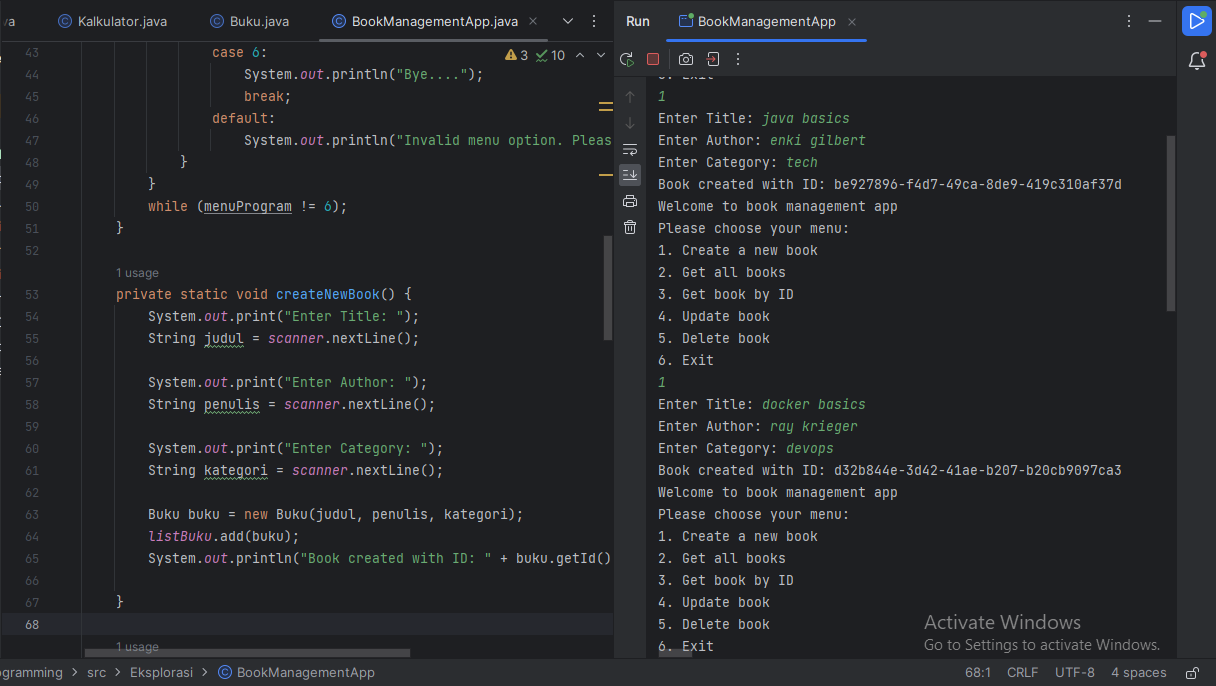 va
Kalkulator.java
Buku.java
BookManagementApp.java
3 10
43 case 6:
44 System.out.println("Bye....");
45 break;
46 default:
47 System.out.println("Invalid menu option. Pleas
48 }
49 }
50 while (menuProgram != 6);
51 }
52
1 usage
53 private static void createNewBook() {
54 System.out.print("Enter Title: ");
55 String judul = scanner.nextLine();
56
57 System.out.print("Enter Author: ");
58 String penulis = scanner.nextLine();
59
60 System.out.print("Enter Category: ");
61 String kategori = scanner.nextLine();
62
63 Buku buku = new Buku(judul, penulis, kategori);
64 listBuku.add(buku);
65 System.out.println("Book created with ID: " + buku.getId()
66
67 }
68
1 usage
Run
BookManagementApp
6. Exit
1
Enter Title: java basics
Enter Author: enki gilbert
Enter Category: tech
Book created with ID: be927896-f4d7-49ca-8de9-419c310af37d
Welcome to book management app
Please choose your menu:
1. Create a new book
2. Get all books
3. Get book by ID
4. Update book
5. Delete book
6. Exit
1
Enter Title: docker basics
Enter Author: ray krieger
Enter Category: devops
Book created with ID: d32b844e-3d42-41ae-b207-b20cb9097ca3
Welcome to book management app
Please choose your menu:
1. Create a new book
2. Get all books
3. Get book by ID
4. Update book
5. Delete book
6. Exit
Activate Windows
Go to Settings to activate Windows.
ogramming > src > Eksplorasi > BookManagementApp
68:1 CRLF UTF-8 4 spaces